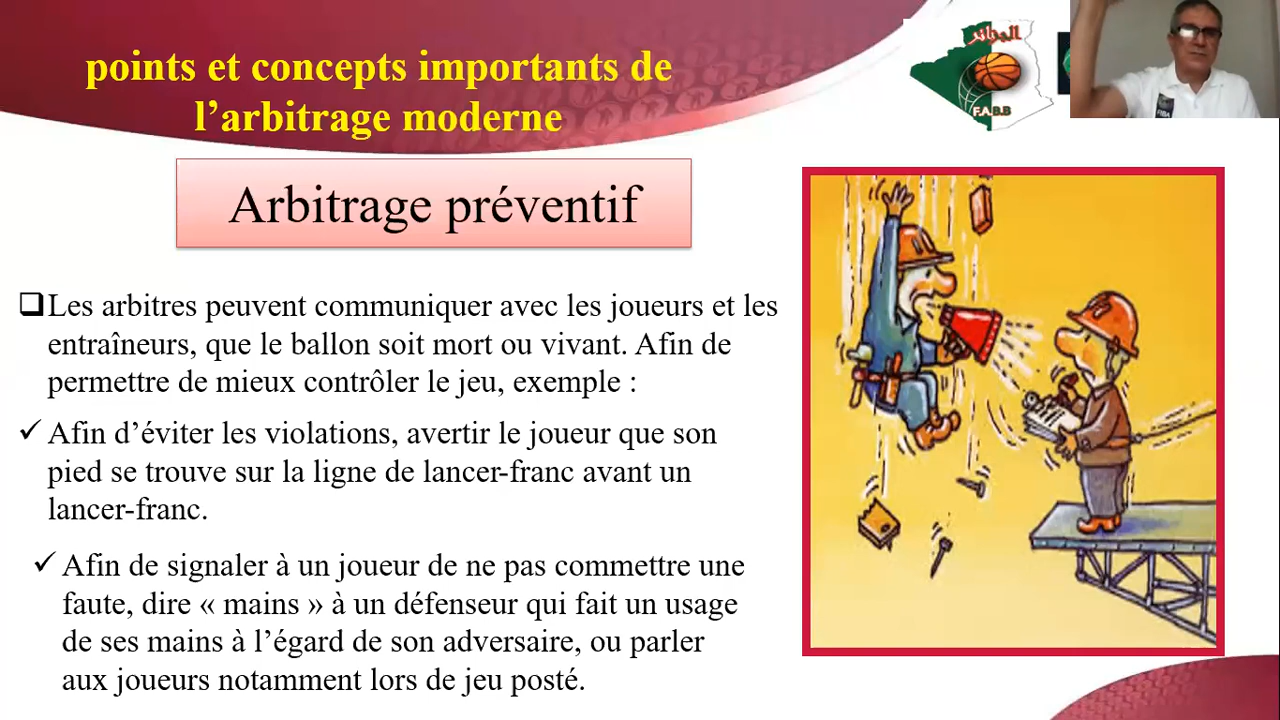 points et concepts importants de
l’arbitrage moderne
الجزائر
F.A.B.B
FIBA
Arbitrage préventif
❑Les arbitres peuvent communiquer avec les joueurs et les
entraîneurs, que le ballon soit mort ou vivant. Afin de
permettre de mieux contrôler le jeu, exemple :
✓ Afin d’éviter les violations, avertir le joueur que son
pied se trouve sur la ligne de lancer-franc avant un
lancer-franc.
✓ Afin de signaler à un joueur de ne pas commettre une
faute, dire « mains » à un défenseur qui fait un usage
de ses mains à l’égard de son adversaire, ou parler
aux joueurs notamment lors de jeu posté.